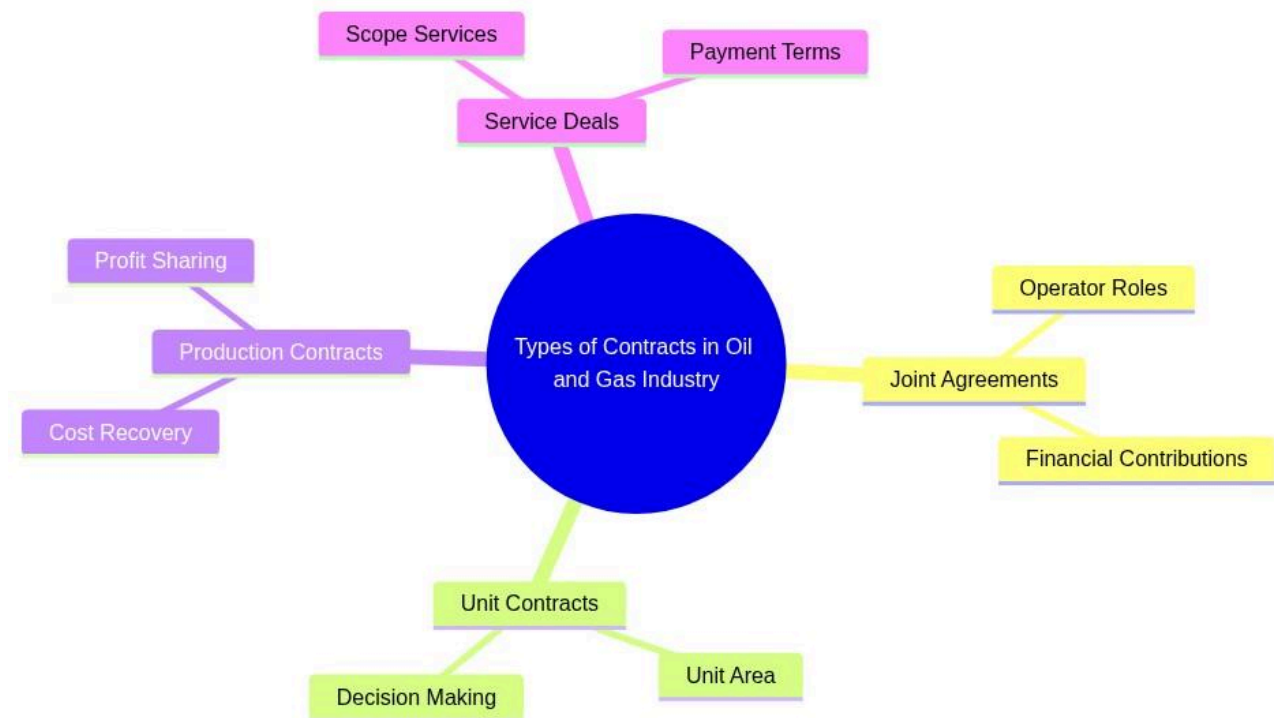 Scope Services
Payment Terms
Service Deals
Profit Sharing
Production Contracts
Cost Recovery
Types of Contracts in Oil
and Gas Industry
Operator Roles
Joint Agreements
Financial Contributions
Unit Contracts
Unit Area
Decision Making